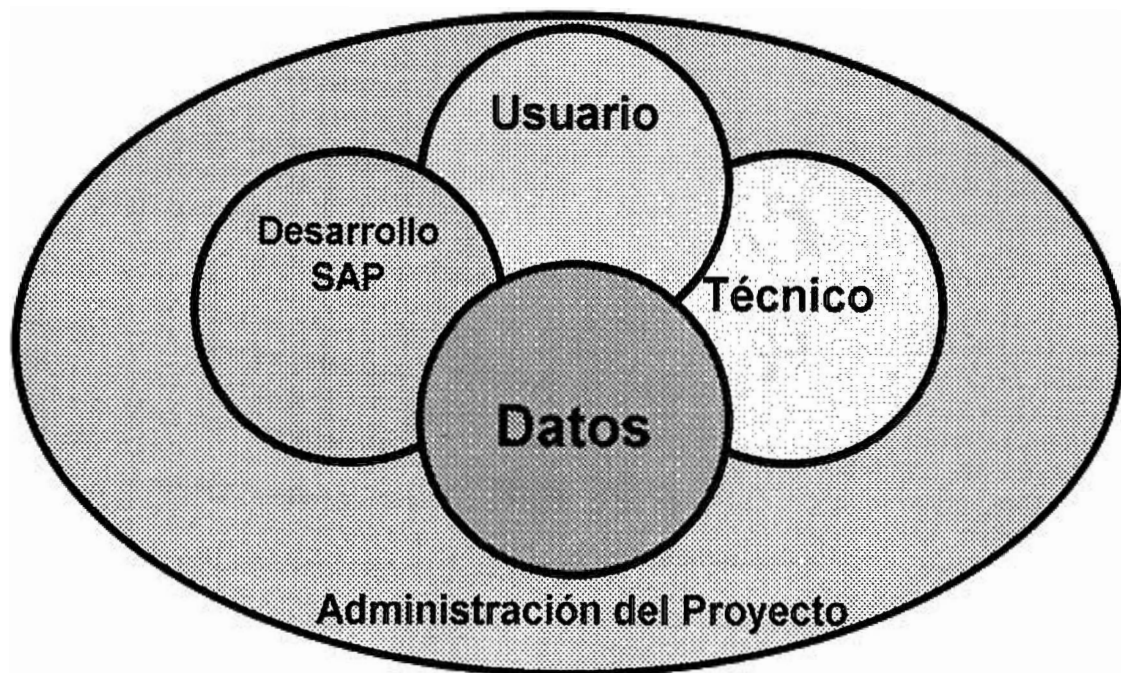 Usuario
Desarrollo
SAP
Técnico
Datos
Administración del Proyecto